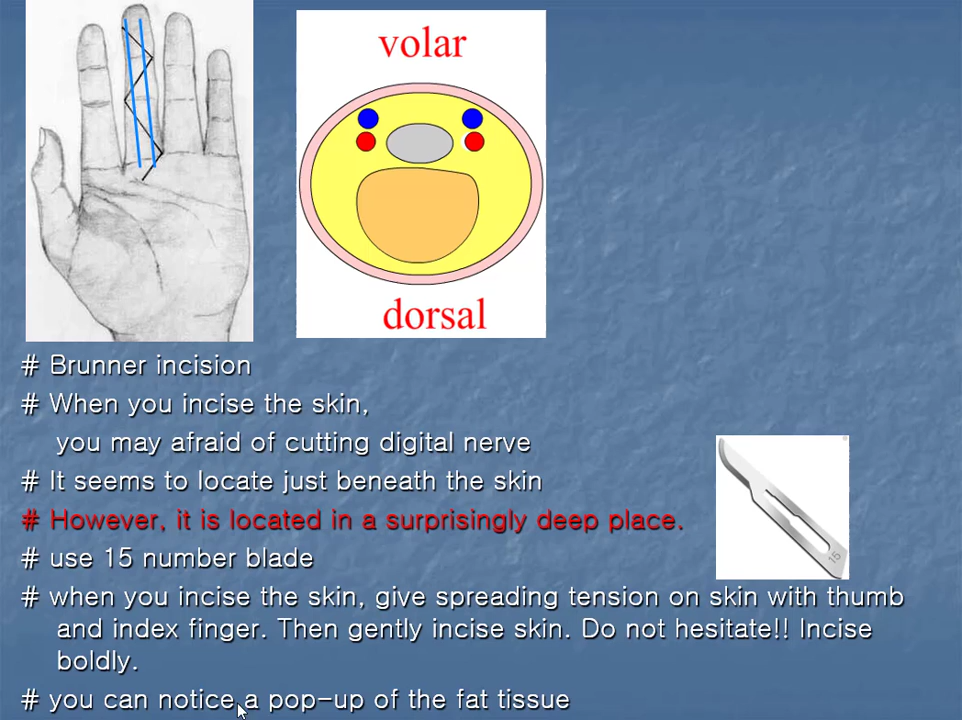 volar
dorsal
# Brunner incision
# When you incise the skin,
you may afraid of cutting digital nerve
# It seems to locate just beneath the skin
# However, it is located in a surprisingly deep place.
# use 15 number blade
15
# when you incise the skin, give spreading tension on skin with thumb
and index finger. Then gently incise skin. Do not hesitate!! Incise
boldly.
# you can notice a pop-up of the fat tissue